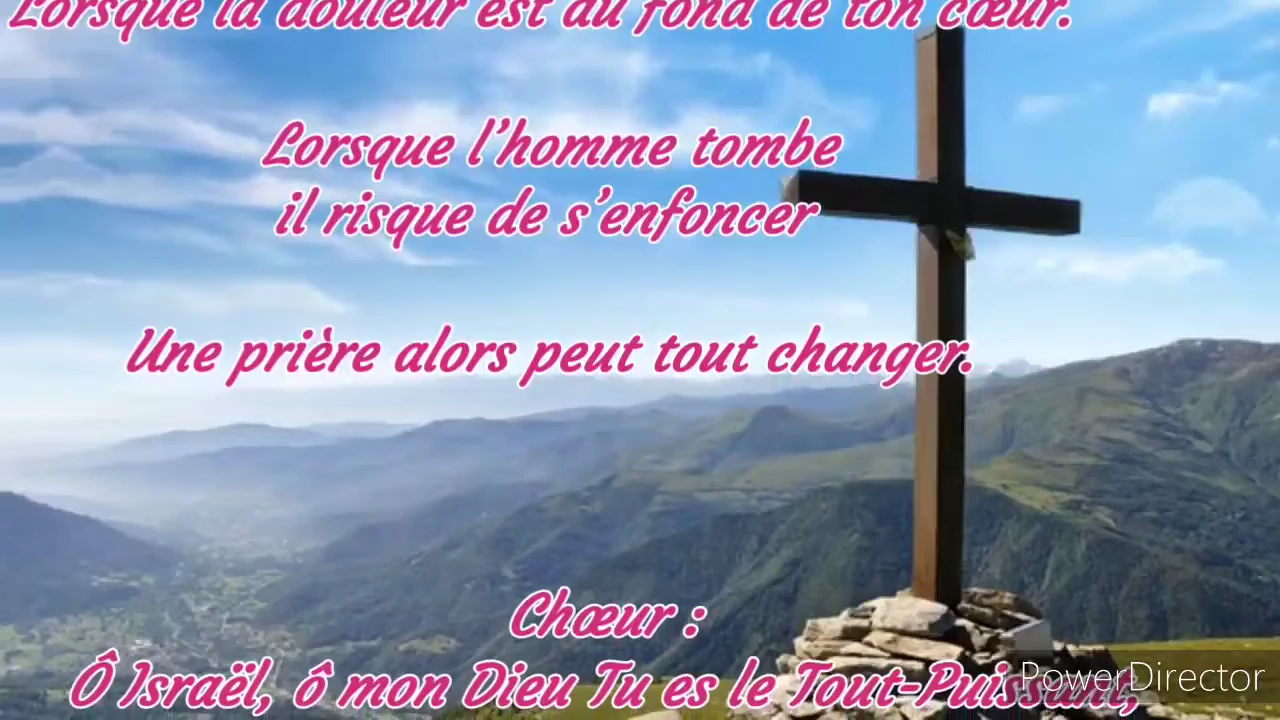 Lorsque la douleur est au fond de ton cœur.
Lorsque l’homme tombe
il risque de s’enfoncer
Une prière alors peut tout changer.
Chœur :
Ô Israël, ô mon Dieu Tu es le Tout-Puissant,
PowerDirector